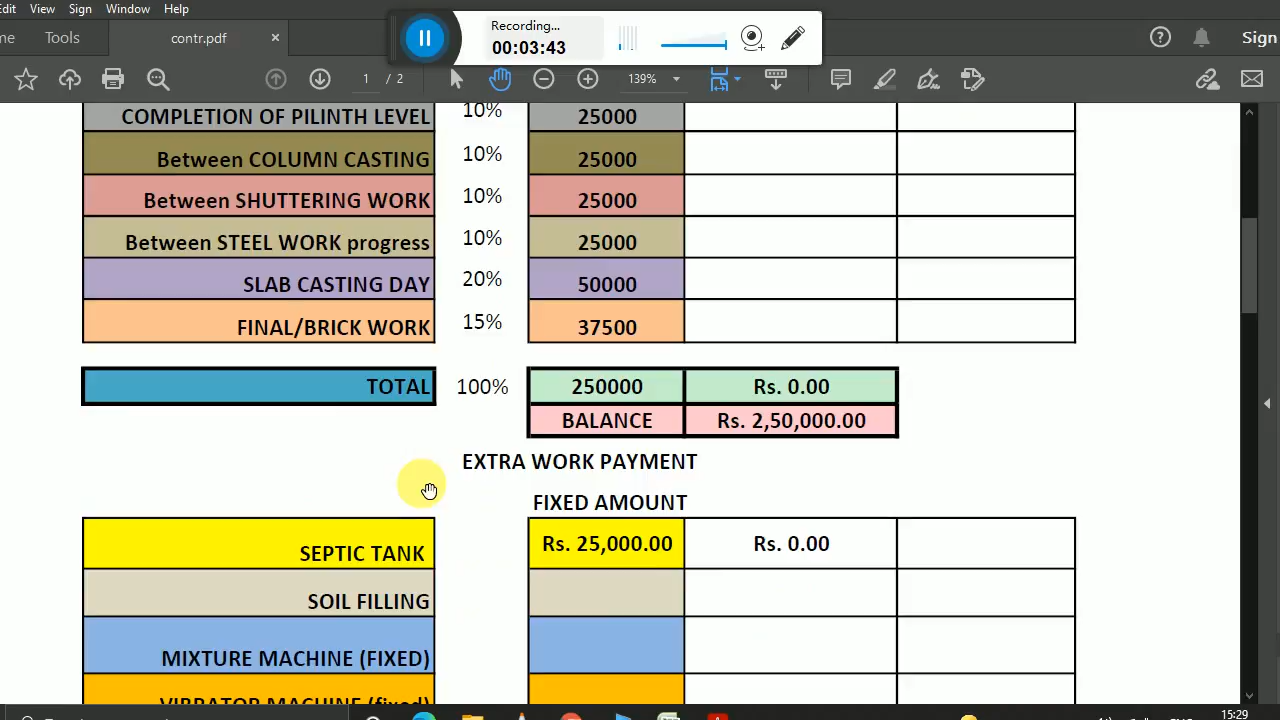 Edit View Sign Window Help
Recording...
00:03:43
me Tools contr.pdf × Sign
1 / 2 139%
COMPLETION OF PILINTH LEVEL 10% 25000
Between COLUMN CASTING 10% 25000
Between SHUTTERING WORK 10% 25000
Between STEEL WORK progress 10% 25000
SLAB CASTING DAY 20% 50000
FINAL/BRICK WORK 15% 37500
TOTAL 100% 250000 Rs. 0.00
BALANCE Rs. 2,50,000.00
EXTRA WORK PAYMENT
FIXED AMOUNT
SEPTIC TANK Rs. 25,000.00 Rs. 0.00
SOIL FILLING
MIXTURE MACHINE (FIXED)
VIBRATOR MACHINE (fixed)
15:29